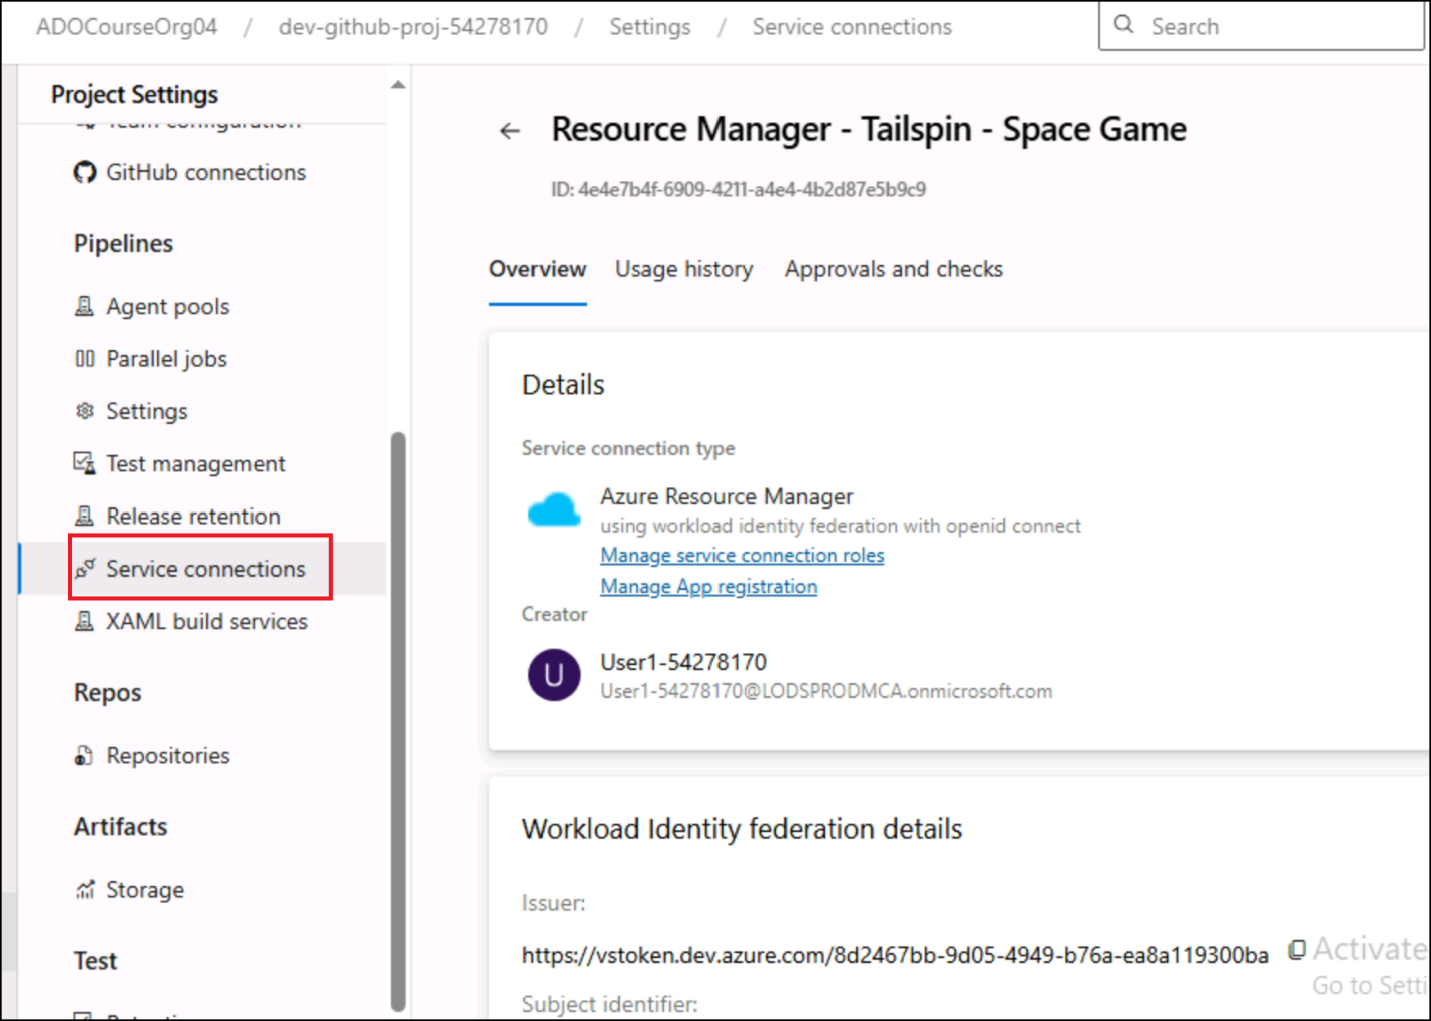 ADOCourseOrg04 / dev-github-proj-54278170 / Settings / Service connections
Search
Project Settings
Team configuration
GitHub connections
Pipelines
Agent pools
Parallel jobs
Settings
Test management
Release retention
Service connections
XAML build services
Repos
Repositories
Artifacts
Storage
Test
Resource Manager - Tailspin - Space Game
ID: 4e4e7b4f-6909-4211-a4e4-4b2d87e5b9c9
Overview Usage history Approvals and checks
Details
Service connection type
Azure Resource Manager
using workload identity federation with openid connect
Manage service connection roles
Manage App registration
Creator
U
User1-54278170
User1-54278170@LODSPRODMCA.onmicrosoft.com
Workload Identity federation details
Issuer:
https://vstoken.dev.azure.com/8d2467bb-9d05-4949-b76a-ea8a119300ba
Subject identifier:
Activate
Go to Setti